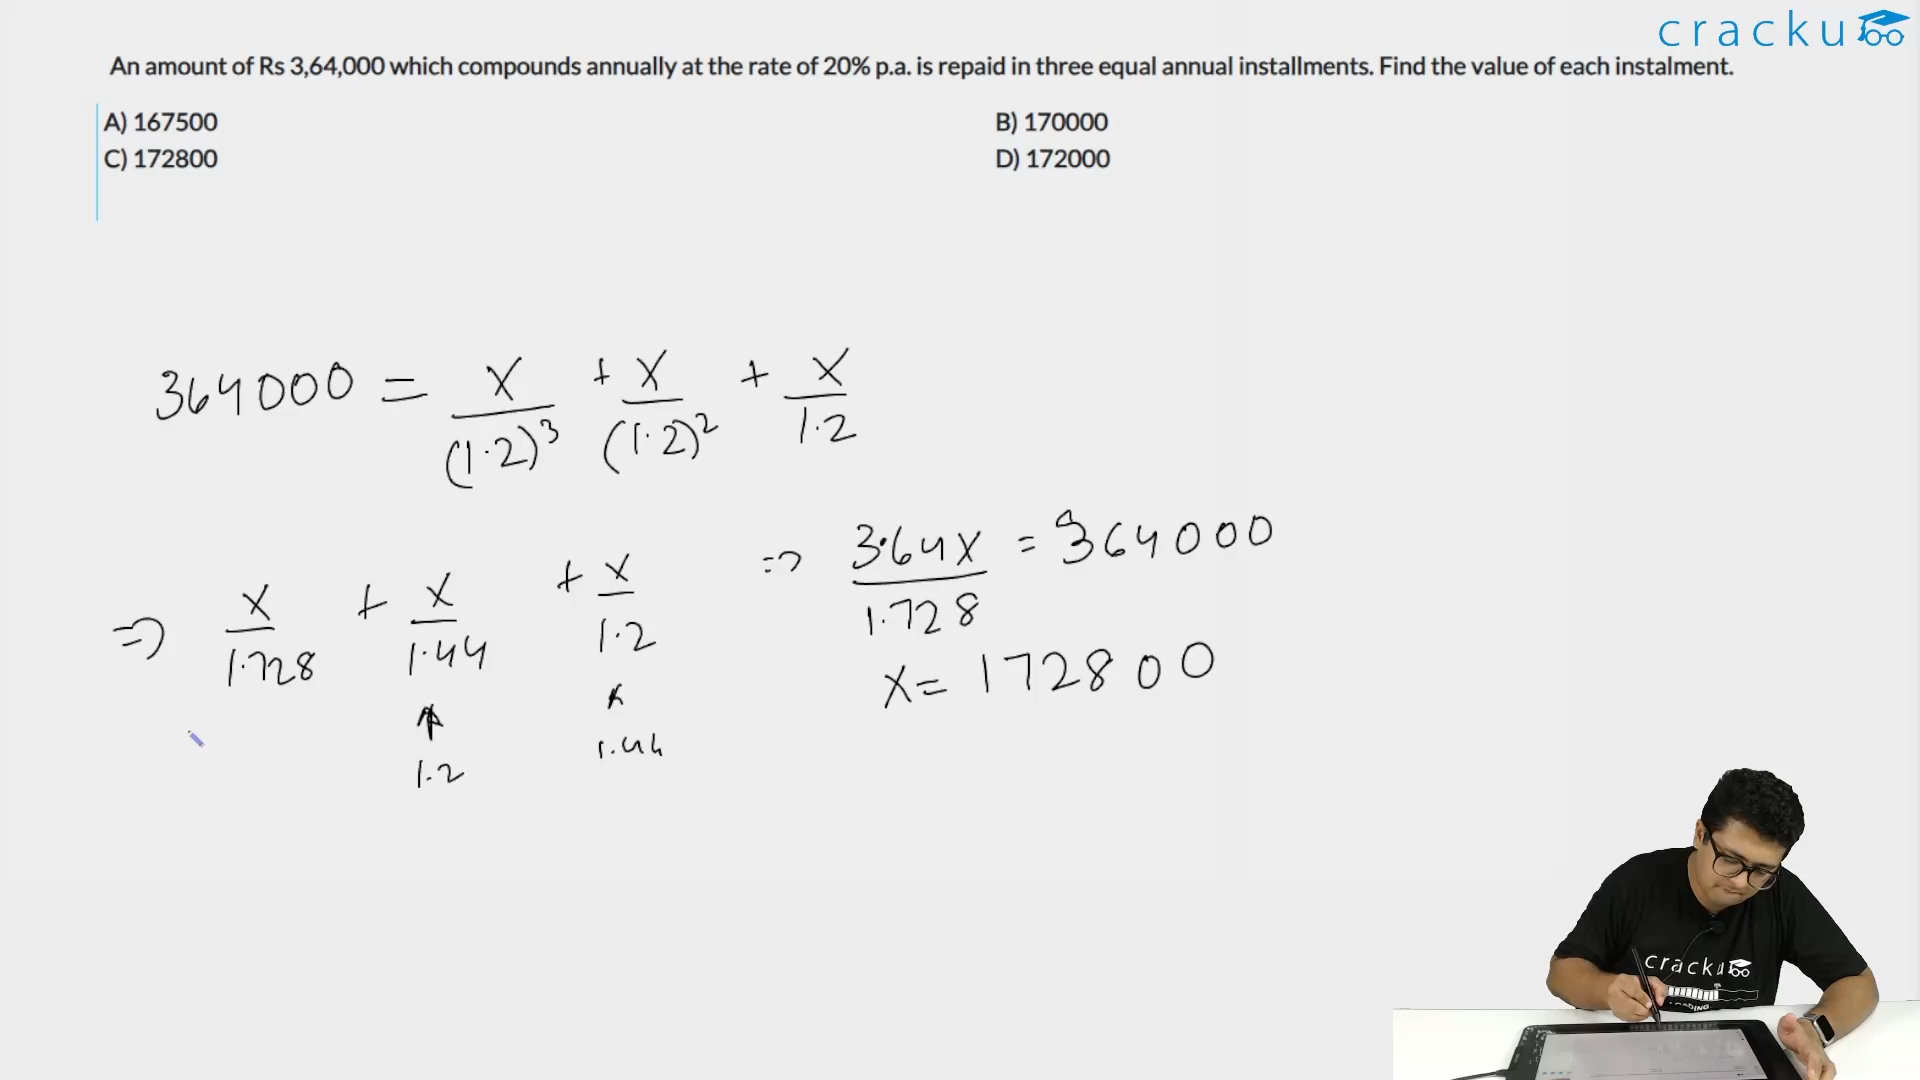 cracku
An amount of Rs 3,64,000 which compounds annually at the rate of 20% p.a. is repaid in three equal annual installments. Find the value of each instalment.
A) 167500
B) 170000
C) 172800
D) 172000
364000 = x/(1.2)³ + x/(1.2)² + x/1.2
⇒ x/1.728 + x/1.44 + x/1.2
1.2
1.44
⇒ 3.64x/1.728 = 364000
x = 172800
cracku